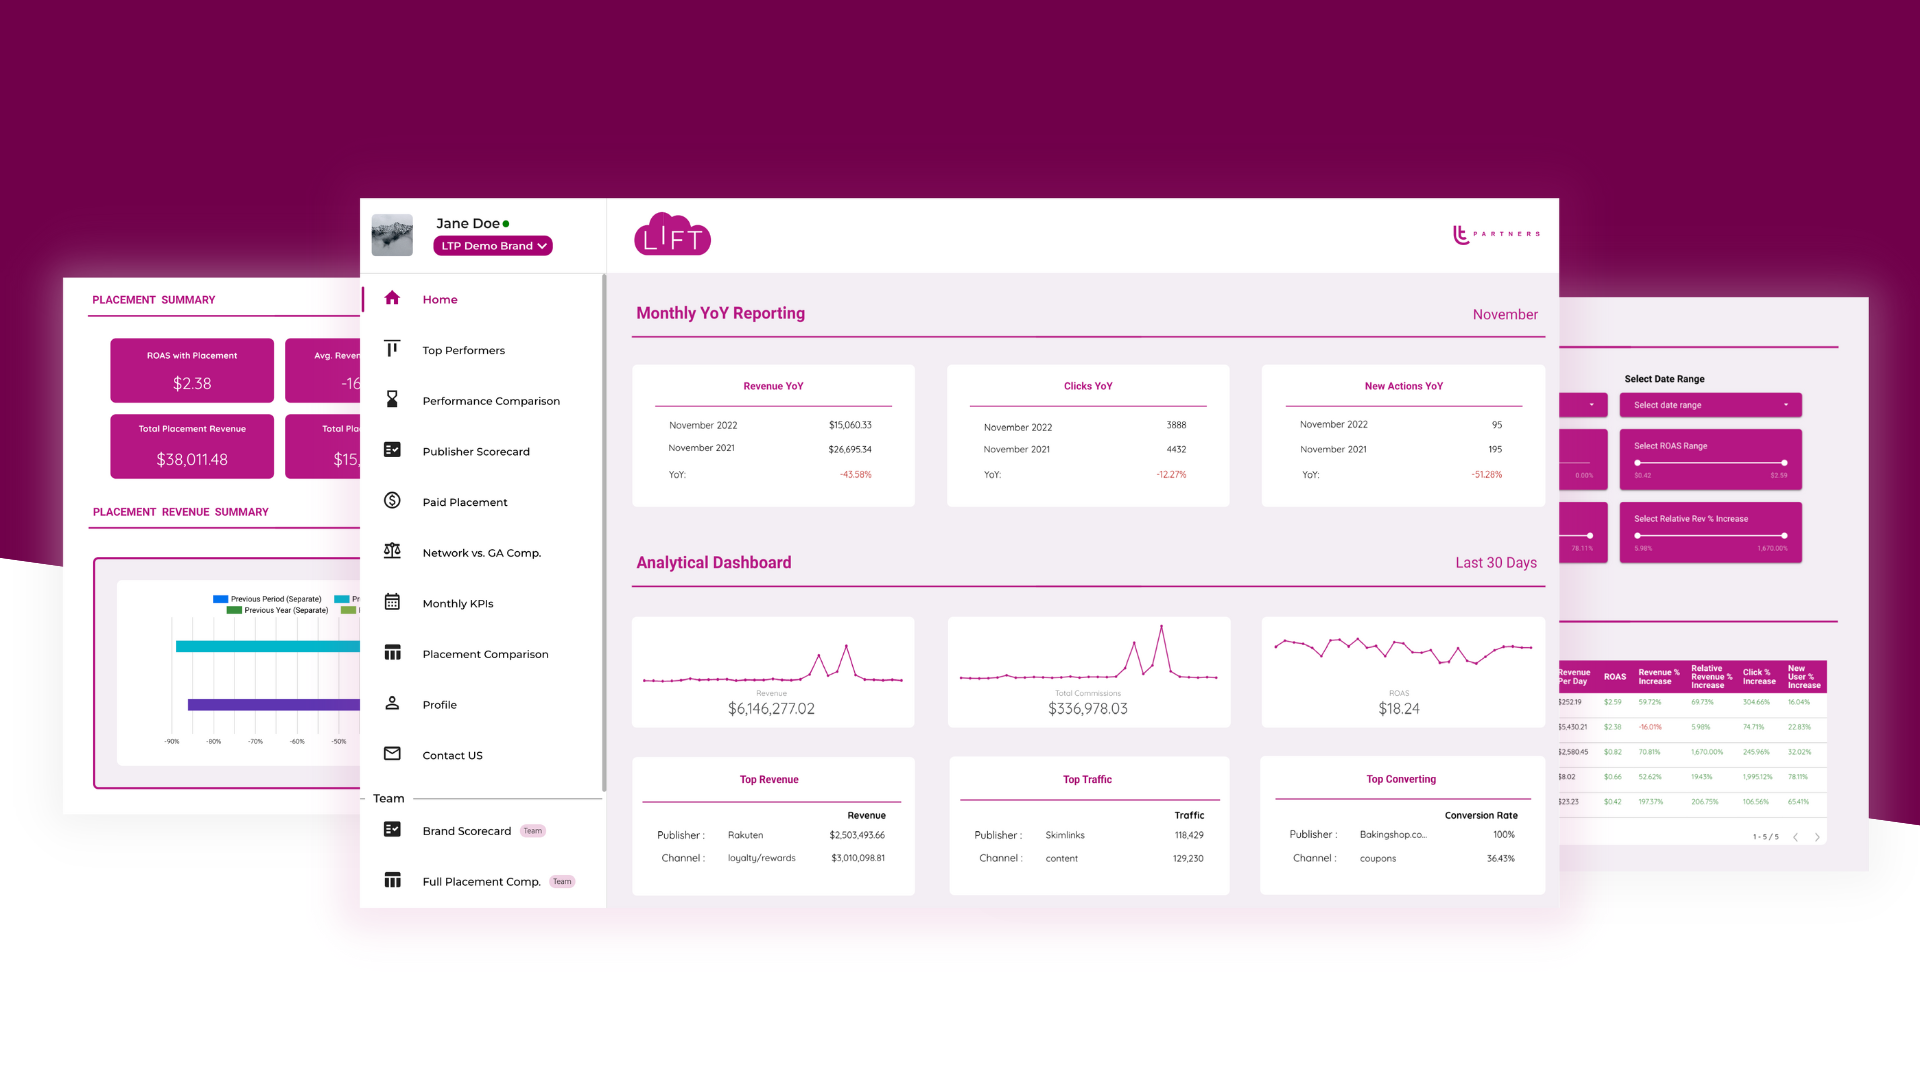 PLACEMENT SUMMARY
ROAS with Placement
$2.38
Avg. Reven
-16
Total Placement Revenue
$38,011.48
Total Pla
$15,
PLACEMENT REVENUE SUMMARY
Previous Period (Separate)
Pr
Previous Year (Separate)
-90% -80% -70% -60% -50%
Jane Doe
LTP Demo Brand
Home
Top Performers
Performance Comparison
Publisher Scorecard
Paid Placement
Network vs. GA Comp.
Monthly KPIs
Placement Comparison
Profile
Contact US
Team
Brand Scorecard Team
Full Placement Comp. Team
LIFT
lt PARTNERS
Monthly YoY Reporting November
Revenue YoY
November 2022 $15,060.33
November 2021 $26,695.34
YoY: -43.58%
Clicks YoY
November 2022 3888
November 2021 4432
YoY: -12.27%
New Actions YoY
November 2022 95
November 2021 195
YoY: -51.28%
Analytical Dashboard Last 30 Days
Revenue
$6,146,277.02
Total Commissions
$336,978.03
ROAS
$18.24
Top Revenue
Revenue
Publisher : Rakuten $2,503,493.66
Channel : loyalty/rewards $3,010,098.81
Top Traffic
Traffic
Publisher : Skimlinks 118,429
Channel : content 129,230
Top Converting
Conversion Rate
Publisher : Bakingshop.co... 100%
Channel : coupons 36.43%
Select Date Range
Select date range
Select ROAS Range
0.00%
$0.42 $2.59
Select Relative Rev % Increase
78.11%
5.98% 1,670.00%
Revenue Per Day ROAS Revenue % Increase Relative Revenue % Increase Click % Increase New User % Increase
$252.19 $2.59 59.72% 69.73% 304.66% 16.04%
$5,430.21 $2.38 -16.01% 5.98% 74.71% 22.83%
$2,580.45 $0.82 70.81% 1,670.00% 245.96% 32.02%
$8.02 $0.66 52.62% 19.43% 1,995.12% 78.11%
$23.23 $0.42 197.37% 206.75% 106.56% 65.41%
1 - 5 / 5